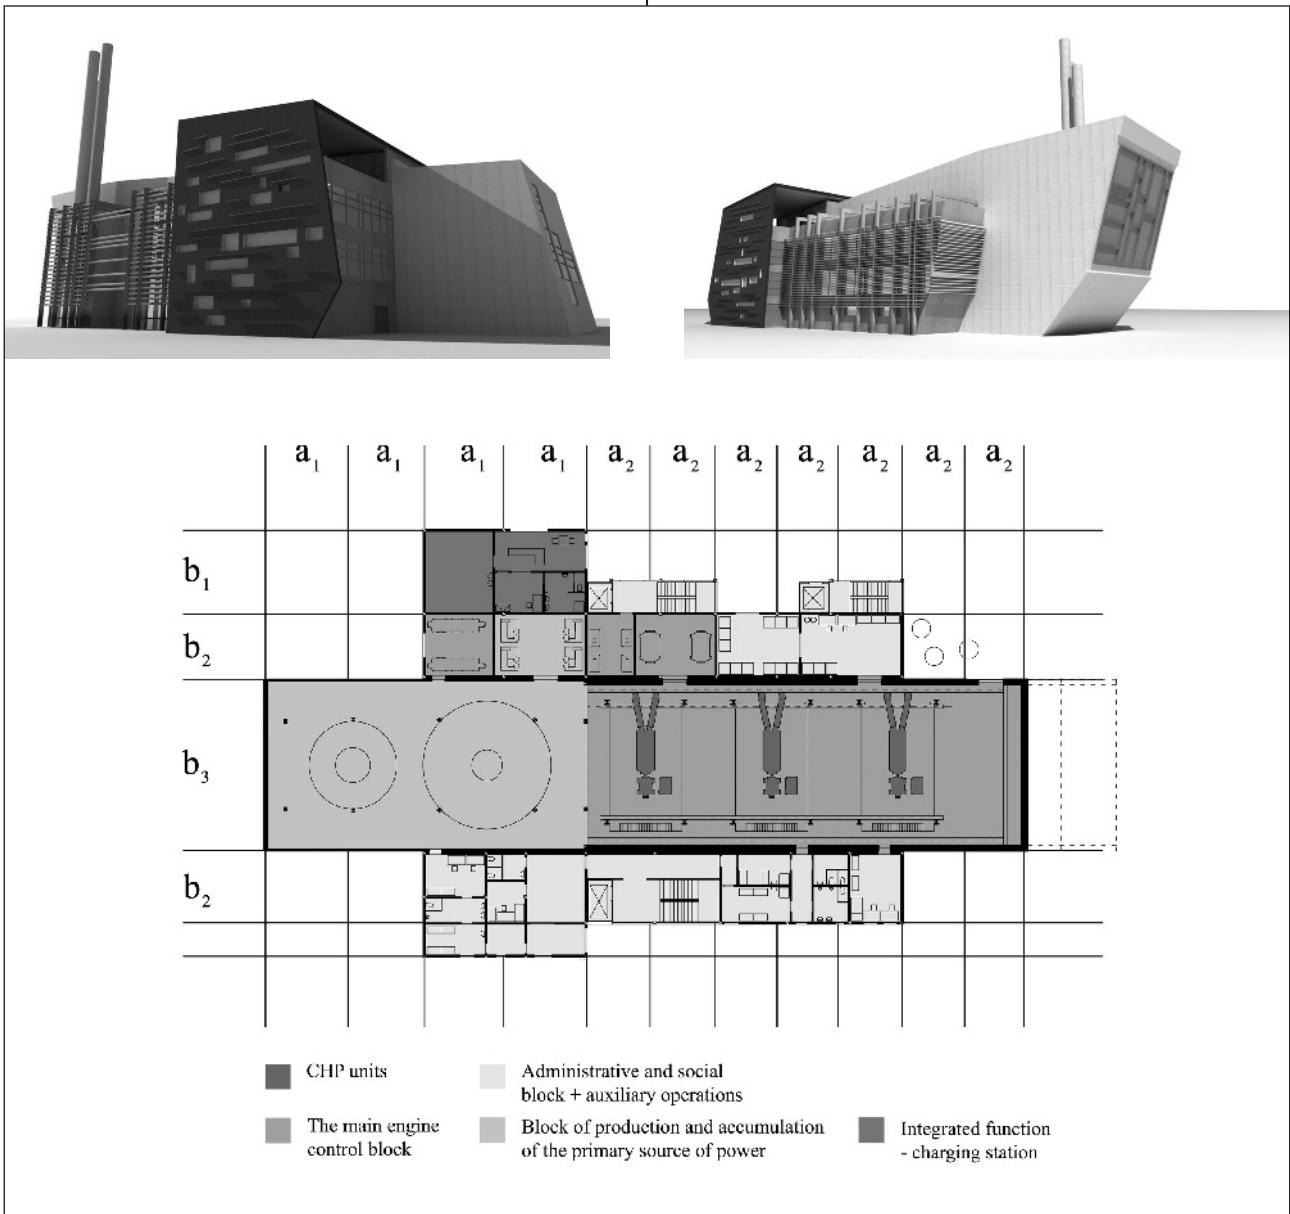 a1 a1 a1 a1 a2 a2 a2 a2 a2 a2 a2
b1
b2
b3
b2
CHP units
Administrative and social
block + auxiliary operations
The main engine
control block
Block of production and accumulation
of the primary source of power
Integrated function
- charging station